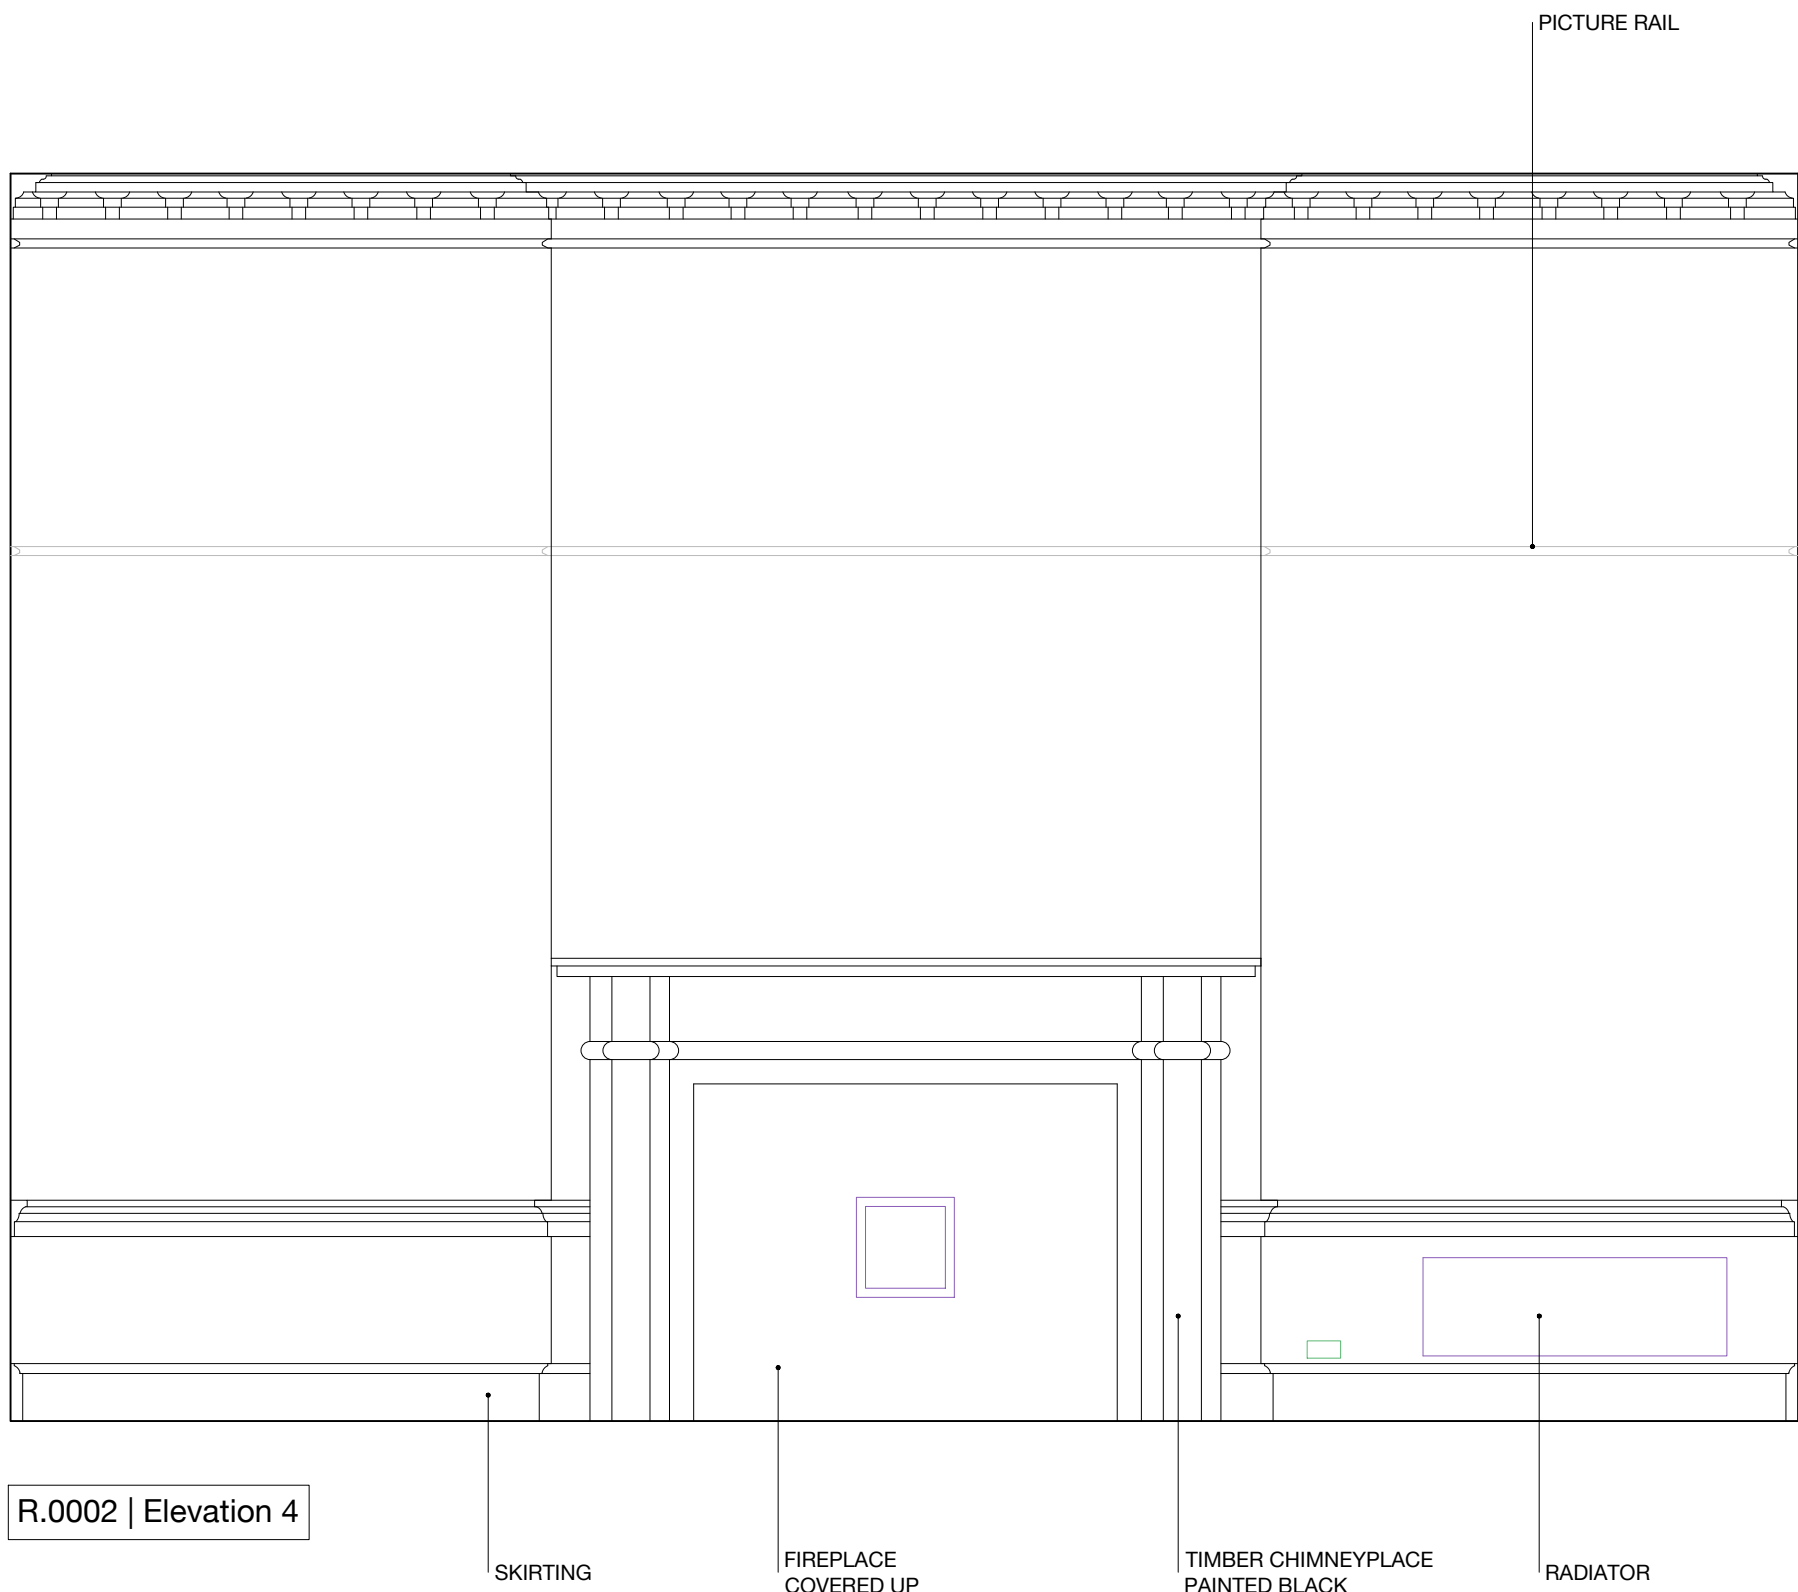 PICTURE RAIL
R.0002 | Elevation 4
SKIRTING
FIREPLACE
COVERED UP
TIMBER CHIMNEYPLACE
PAINTED BLACK
RADIATOR